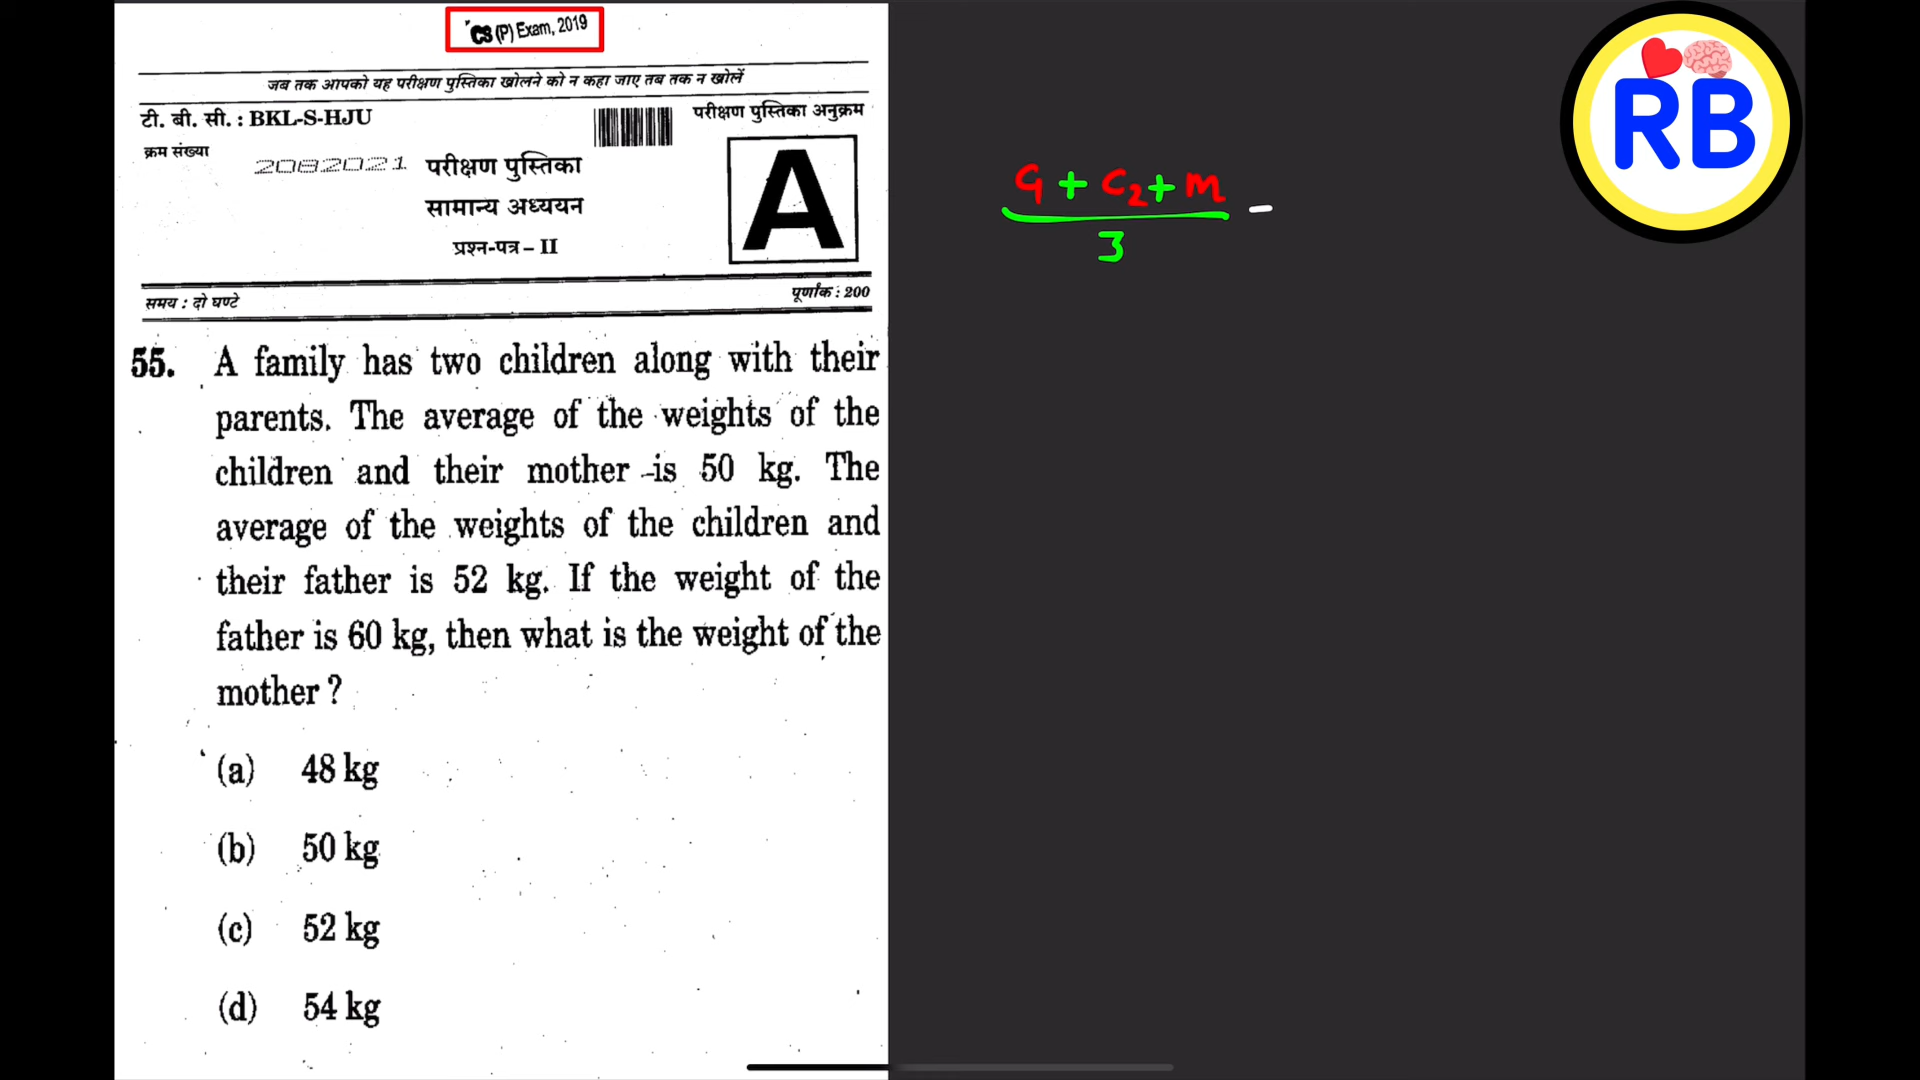 CS (P) Exam, 2019
जब तक आपको यह परीक्षण पुस्तिका खोलने को न कहा जाए तब तक न खोलें
टी. बी. सी. : BKL-S-HJU
परीक्षण पुस्तिका अनुक्रम
क्रम संख्या
2082021
परीक्षण पुस्तिका
सामान्य अध्ययन
प्रश्न-पत्र – II
A
समय : दो घण्टे
पूर्णांक : 200
55. A family has two children along with their
parents. The average of the weights of the
children and their mother is 50 kg. The
average of the weights of the children and
their father is 52 kg. If the weight of the
father is 60 kg, then what is the weight of the
mother ?
(a) 48 kg
(b) 50 kg
(c) 52 kg
(d) 54 kg
C1 + C2 + m
3
RB